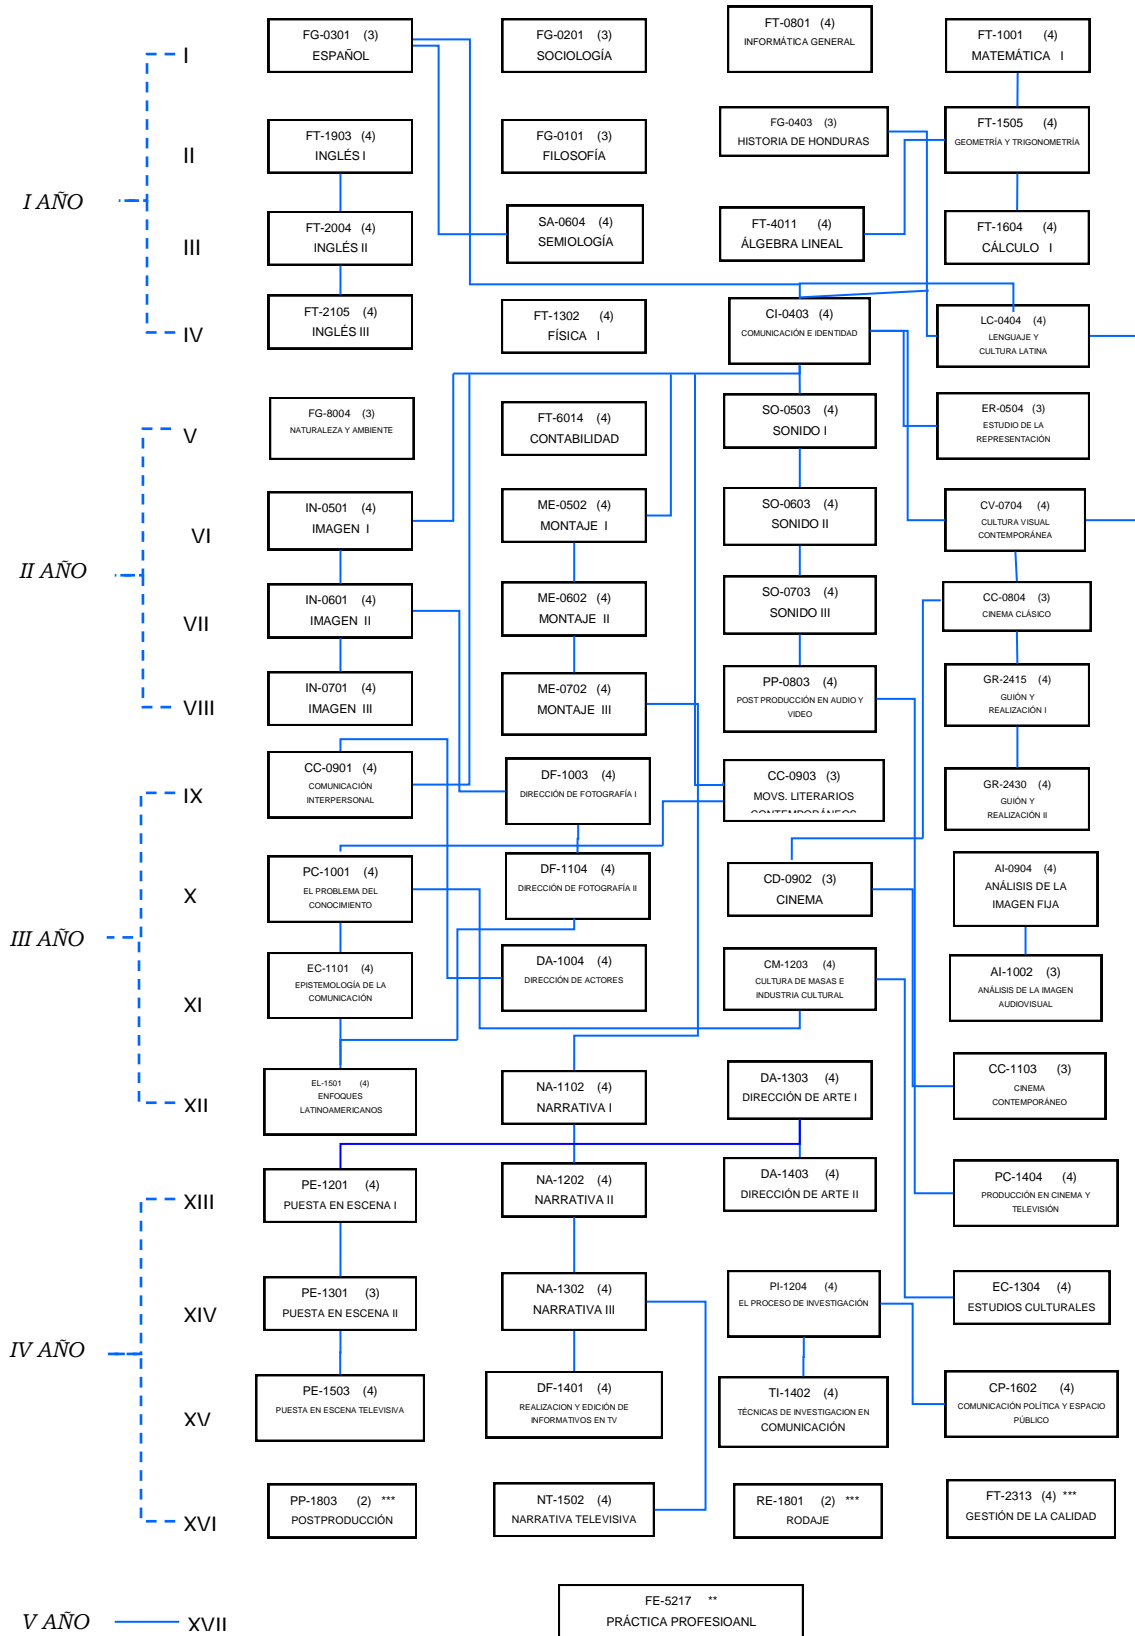 I AÑO
I
FG-0301 (3)
ESPAÑOL
FG-0201 (3)
SOCIOLOGÍA
FT-0801 (4)
INFORMÁTICA GENERAL
FT-1001 (4)
MATEMÁTICA I
II
FT-1903 (4)
INGLÉS I
FG-0101 (3)
FILOSOFÍA
FG-0403 (3)
HISTORIA DE HONDURAS
FT-1505 (4)
GEOMETRÍA Y TRIGONOMETRÍA
III
FT-2004 (4)
INGLÉS II
SA-0604 (4)
SEMIOLOGÍA
FT-4011 (4)
ÁLGEBRA LINEAL
FT-1604 (4)
CÁLCULO I
IV
FT-2105 (4)
INGLÉS III
FT-1302 (4)
FÍSICA I
CI-0403 (4)
COMUNICACIÓN E IDENTIDAD
LC-0404 (4)
LENGUAJE Y
CULTURA LATINA
II AÑO
V
FG-8004 (3)
NATURALEZA Y AMBIENTE
FT-6014 (4)
CONTABILIDAD
SO-0503 (4)
SONIDO I
ER-0504 (3)
ESTUDIO DE LA
REPRESENTACIÓN
VI
IN-0501 (4)
IMAGEN I
ME-0502 (4)
MONTAJE I
SO-0603 (4)
SONIDO II
CV-0704 (4)
CULTURA VISUAL
CONTEMPORÁNEA
VII
IN-0601 (4)
IMAGEN II
ME-0602 (4)
MONTAJE II
SO-0703 (4)
SONIDO III
CC-0804 (3)
CINEMA CLÁSICO
VIII
IN-0701 (4)
IMAGEN III
ME-0702 (4)
MONTAJE III
PP-0803 (4)
POST PRODUCCIÓN EN AUDIO Y
VIDEO
GR-2415 (4)
GUIÓN Y
REALIZACIÓN I
III AÑO
IX
CC-0901 (4)
COMUNICACIÓN
INTERPERSONAL
DF-1003 (4)
DIRECCIÓN DE FOTOGRAFÍA I
CC-0903 (3)
MOVS. LITERARIOS
CONTEMPORÁNEOS
GR-2430 (4)
GUIÓN Y
REALIZACIÓN II
X
PC-1001 (4)
EL PROBLEMA DEL
CONOCIMIENTO
DF-1104 (4)
DIRECCIÓN DE FOTOGRAFÍA II
CD-0902 (3)
CINEMA
AI-0904 (4)
ANÁLISIS DE LA
IMAGEN FIJA
XI
EC-1101 (4)
EPISTEMOLOGÍA DE LA
COMUNICACIÓN
DA-1004 (4)
DIRECCIÓN DE ACTORES
CM-1203 (4)
CULTURA DE MASAS E
INDUSTRIA CULTURAL
AI-1002 (3)
ANÁLISIS DE LA IMAGEN
AUDIOVISUAL
XII
EL-1501 (4)
ENFOQUES
LATINOAMERICANOS
NA-1102 (4)
NARRATIVA I
DA-1303 (4)
DIRECCIÓN DE ARTE I
CC-1103 (3)
CINEMA
CONTEMPORÁNEO
IV AÑO
XIII
PE-1201 (4)
PUESTA EN ESCENA I
NA-1202 (4)
NARRATIVA II
DA-1403 (4)
DIRECCIÓN DE ARTE II
PC-1404 (4)
PRODUCCIÓN EN CINEMA Y
TELEVISIÓN
XIV
PE-1301 (3)
PUESTA EN ESCENA II
NA-1302 (4)
NARRATIVA III
PI-1204 (4)
EL PROCESO DE INVESTIGACIÓN
EC-1304 (4)
ESTUDIOS CULTURALES
XV
PE-1503 (4)
PUESTA EN ESCENA TELEVISIVA
DF-1401 (4)
REALIZACION Y EDICIÓN DE
INFORMATIVOS EN TV
TI-1402 (4)
TÉCNICAS DE INVESTIGACION EN
COMUNICACIÓN
CP-1602 (4)
COMUNICACIÓN POLÍTICA Y ESPACIO
PÚBLICO
XVI
PP-1803 (2) ***
POSTPRODUCCIÓN
NT-1502 (4)
NARRATIVA TELEVISIVA
RE-1801 (2) ***
RODAJE
FT-2313 (4) ***
GESTIÓN DE LA CALIDAD
V AÑO
XVII
FE-5217 **
PRÁCTICA PROFESIOANL